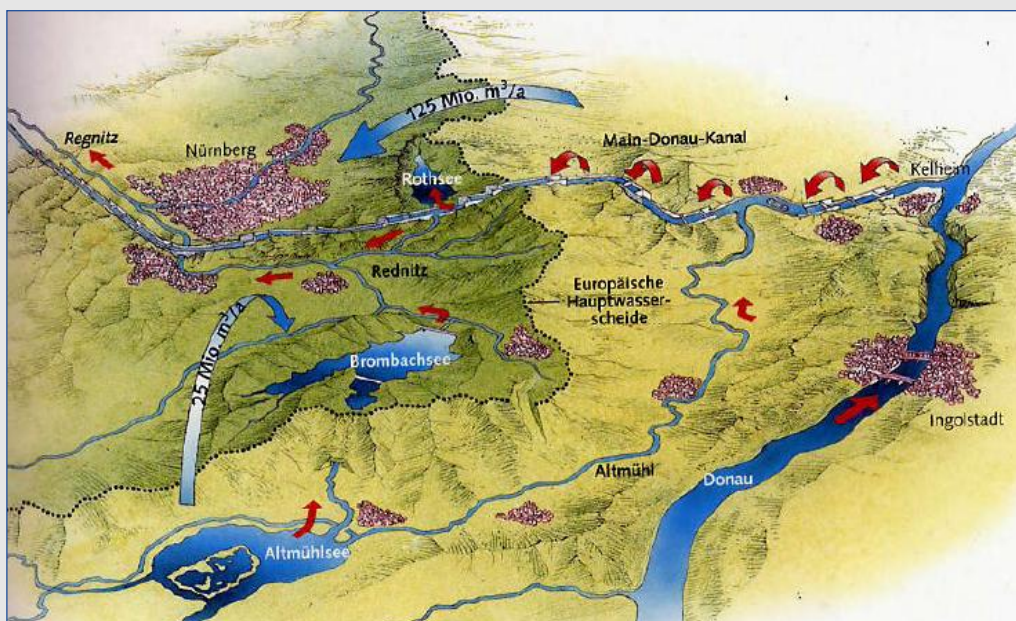 125 Mio. m³/a
Regnitz
Nürnberg
Main-Donau-Kanal
Kelheim
Rothsee
Rednitz
Europäische
Hauptwasser-
scheide
25 Mio. m³/a
Brombachsee
Ingolstadt
Altmühl
Donau
Altmühlsee